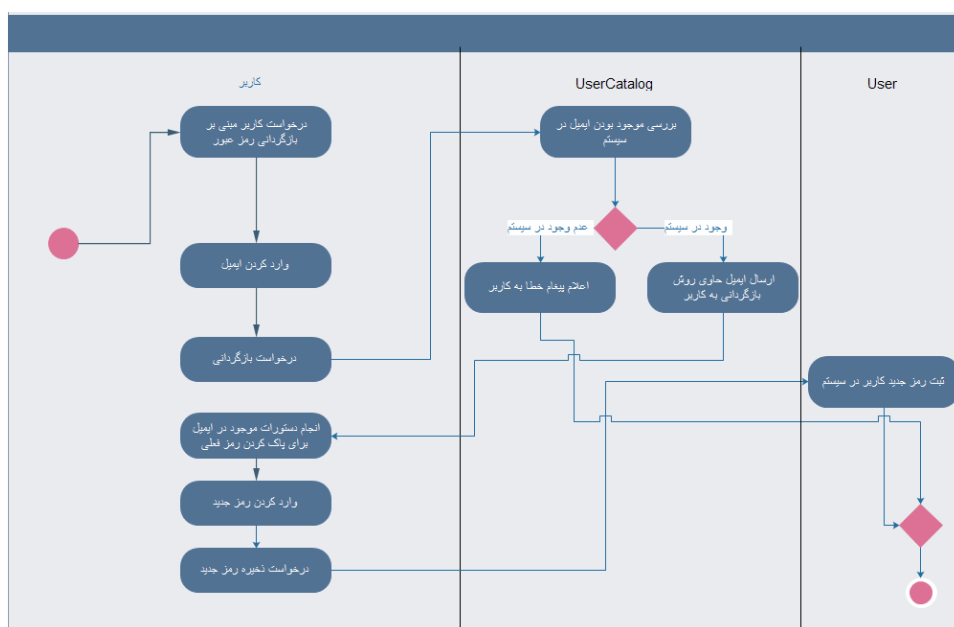 کاربر
UserCatalog
User
درخواست کاربر مبنی بر
بازگردانی رمز عبور
بررسی موجود بودن ایمیل در
سیستم
عدم وجود در سیستم
وجود در سیستم
وارد کردن ایمیل
اعلام پیغام خطا به کاربر
ارسال ایمیل حاوی روش
بازگردانی به کاربر
درخواست بازگردانی
ثبت رمز جدید کاربر در سیستم
انجام دستورات موجود در ایمیل
برای پاک کردن رمز فعلی
وارد کردن رمز جدید
درخواست ذخیره رمز جدید